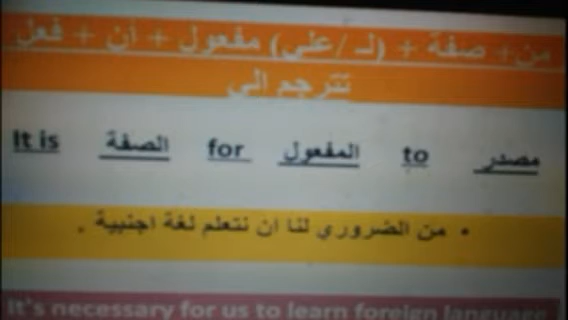 من+ صفة + (لـ /على) مفعول + أن + فعل
تترجم الى
It is الصفة for المفعول to مصدر
• من الضروري لنا ان نتعلم لغة اجنبية .
It's necessary for us to learn foreign language